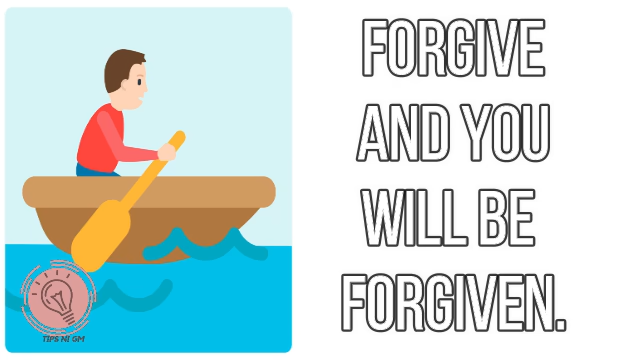 FORGIVE
AND YOU
WILL BE
FORGIVEN.
TIPS NI GM